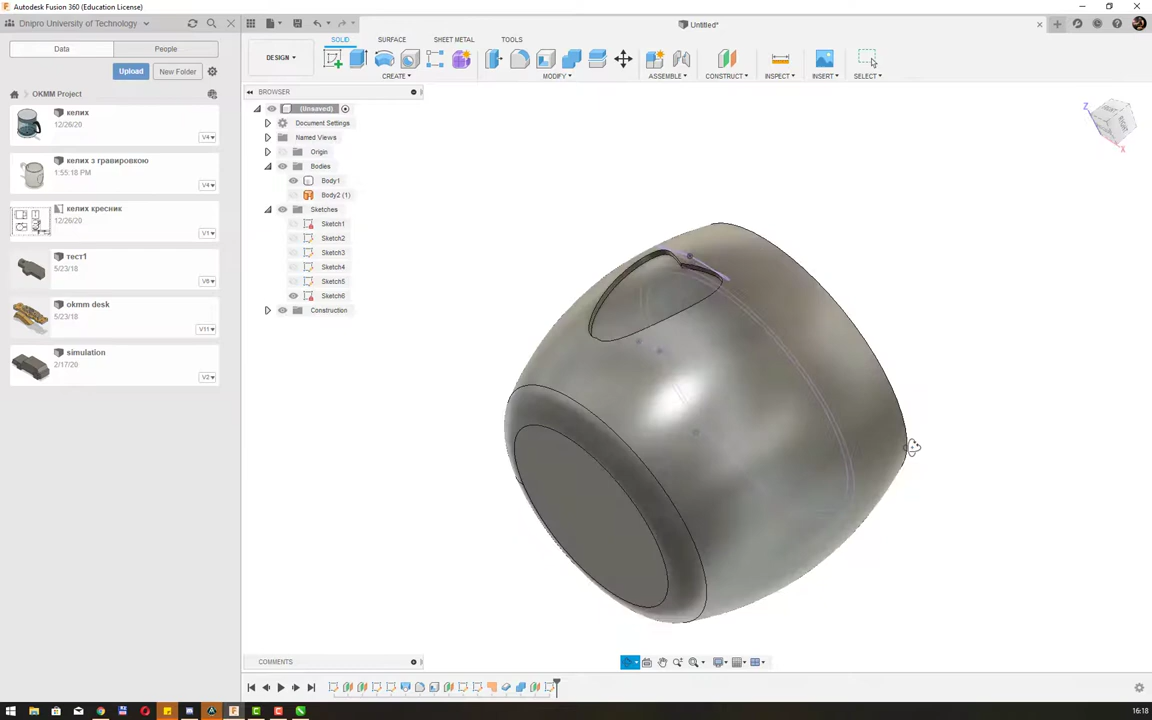 Autodesk Fusion 360 (Education License)
Dnipro University of Technology
Untitled*
Data
People
Upload
New Folder
OKMM Project
келих
12/26/20
V4
келих з гравировкой
1:55:18 PM
V4
келих кресник
12/26/20
V1
тест1
5/23/18
V6
okmm desk
5/23/18
V11
simulation
2/17/20
V2
DESIGN
SOLID
SURFACE
SHEET METAL
TOOLS
CREATE
MODIFY
ASSEMBLE
CONSTRUCT
INSPECT
INSERT
SELECT
BROWSER
(Unsaved)
Document Settings
Named Views
Origin
Bodies
Body1
Body2 (1)
Sketches
Sketch1
Sketch2
Sketch3
Sketch4
Sketch5
Sketch6
Construction
Z
RIGHT
X
COMMENTS
16:18